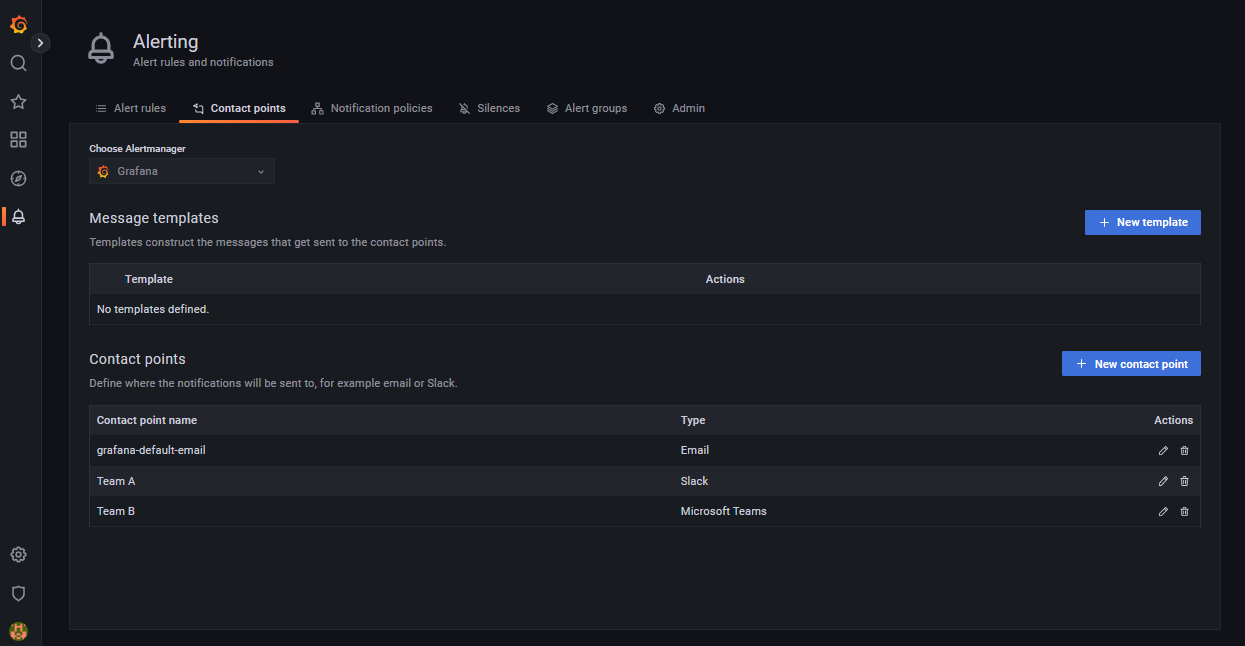 Alerting
Alert rules and notifications
Alert rules
Contact points
Notification policies
Silences
Alert groups
Admin
Choose Alertmanager
Grafana
Message templates
New template
Templates construct the messages that get sent to the contact points.
Template Actions
No templates defined.
Contact points
New contact point
Define where the notifications will be sent to, for example email or Slack.
Contact point name Type Actions
grafana-default-email Email
Team A Slack
Team B Microsoft Teams